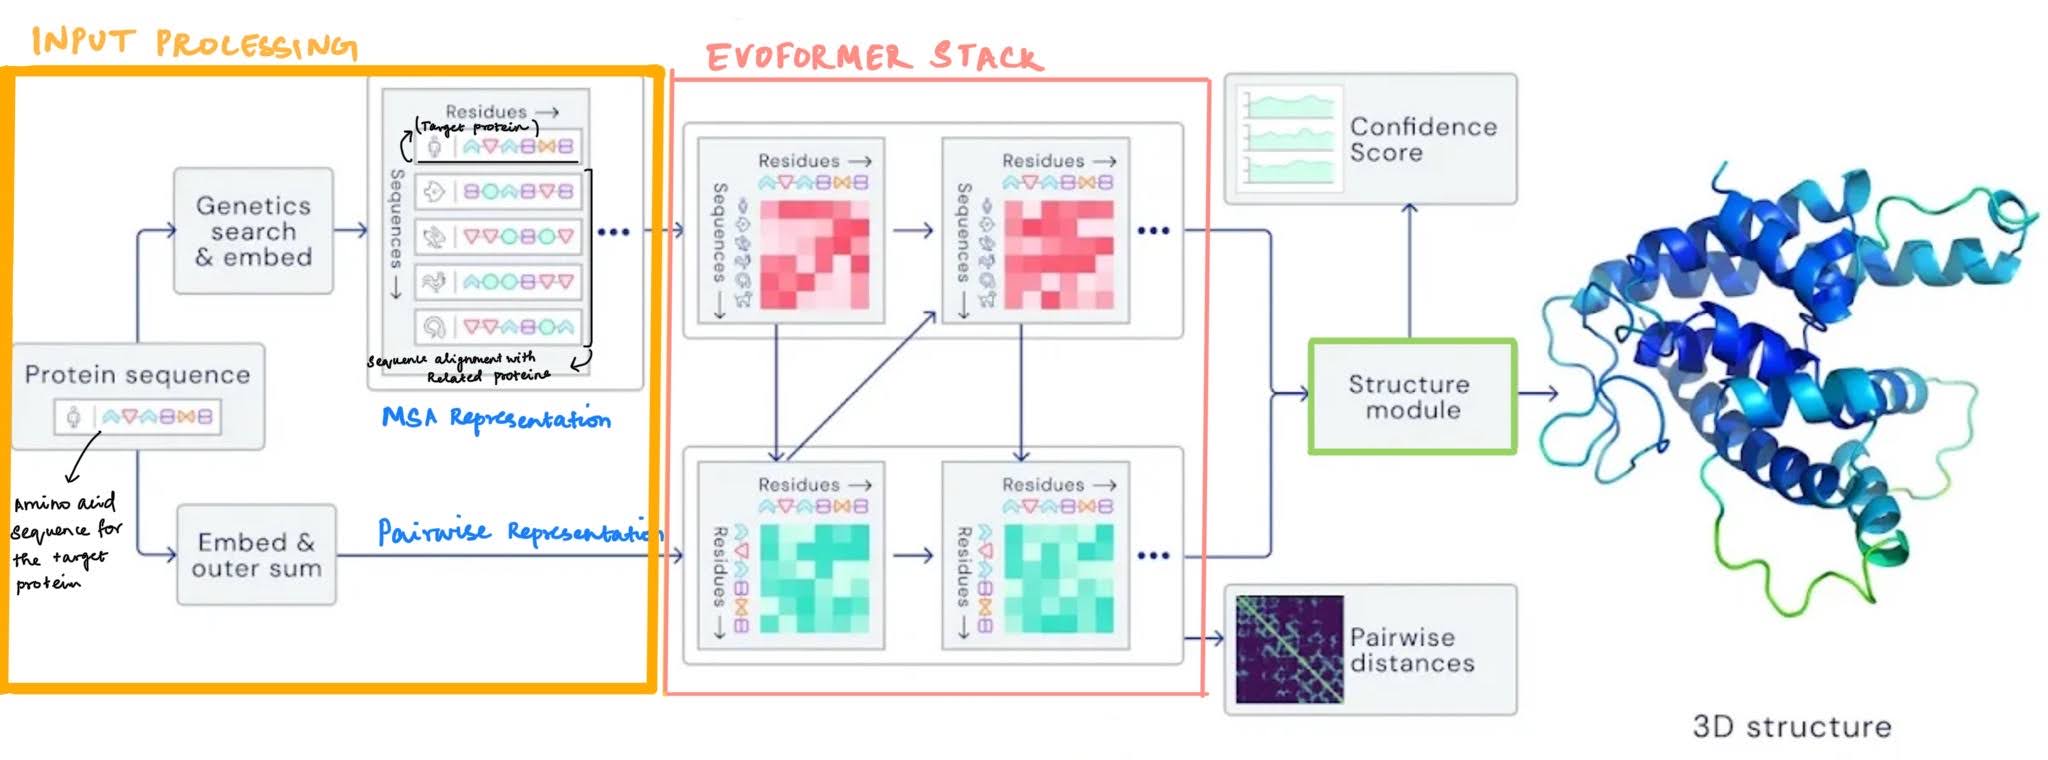 INPUT PROCESSING
EVOFORMER STACK
Residues →
(Target protein)
Sequences →
Genetics
search
& embed
Sequence alignment with
Related proteins
MSA Representation
Protein sequence
Amino acid
sequence for
the target
protein
Embed &
outer sum
Pairwise Representation
Residues →
Sequences →
Residues →
Sequences →
Residues →
Residues →
Residues →
Residues →
Confidence
Score
Structure
module
Pairwise
distances
3D structure